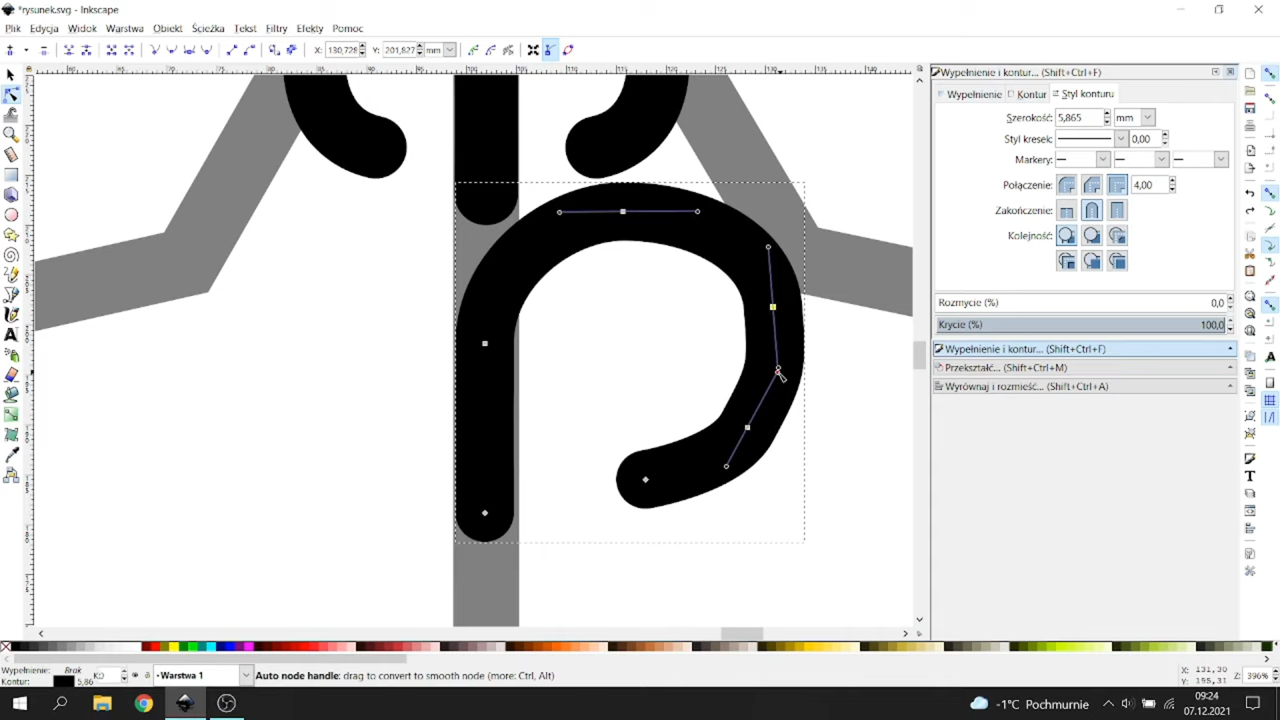 *rysunek.svg - Inkscape
Plik Edycja Widok Warstwa Obiekt Ścieżka Tekst Filtry Efekty Pomoc
X: 130,728 Y: 201,827 mm
Wypełnienie i kontur... (Shift+Ctrl+F)
Wypełnienie Kontur Styl konturu
Szerokość: 5,865 mm
Styl kresek: 0,00
Markery:
Połączenie: 4,00
Zakończenie:
Kolejność:
Rozmycie (%) 0,0
Krycie (%) 100,0
Wypełnienie i kontur... (Shift+Ctrl+F)
Przekształć... (Shift+Ctrl+M)
Wyrównaj i rozmieść... (Shift+Ctrl+A)
Wypełnienie: Brak
Kontur: 5,86
•Warstwa 1
Auto node handle: drag to convert to smooth node (more: Ctrl, Alt)
X: 131,30
Y: 195,31
Z: 396%
-1°C Pochmurnie
09:24
07.12.2021